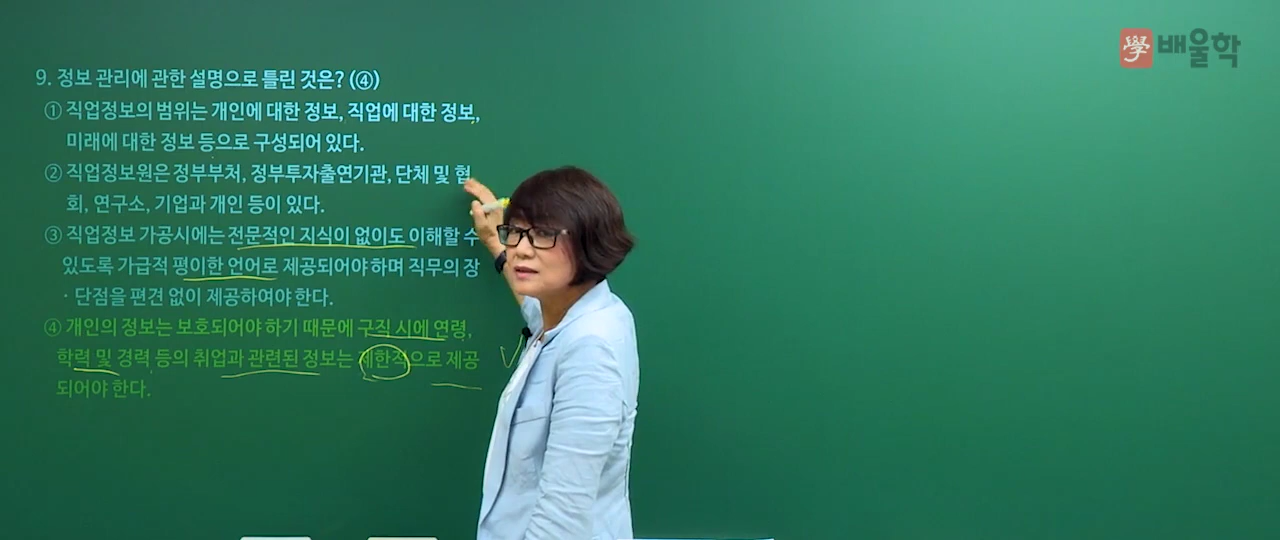 學 배울학
9. 정보 관리에 관한 설명으로 틀린 것은? (④)
① 직업정보의 범위는 개인에 대한 정보, 직업에 대한 정보,
미래에 대한 정보 등으로 구성되어 있다.
② 직업정보원은 정부부처, 정부투자출연기관, 단체 및 협
회, 연구소, 기업과 개인 등이 있다.
③ 직업정보 가공시에는 전문적인 지식이 없이도 이해할 수
있도록 가급적 평이한 언어로 제공되어야 하며 직무의 장
· 단점을 편견 없이 제공하여야 한다.
④ 개인의 정보는 보호되어야 하기 때문에 구직 시에 연령,
학력 및 경력 등의 취업과 관련된 정보는 제한적으로 제공
되어야 한다.